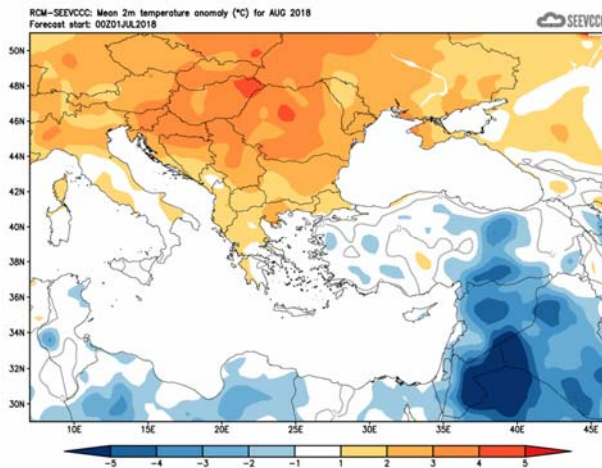 RCM-SEEVCCC: Mean 2m temperature anomaly (°C) for AUG 2018
Forecast start: 00Z01JUL2018
SEEVCCC
50N
48N
46N
44N
42N
40N
38N
36N
34N
32N
30N
10E 15E 20E 25E 30E 35E 40E 45E
-5 -4 -3 -2 -1 1 2 3 4 5